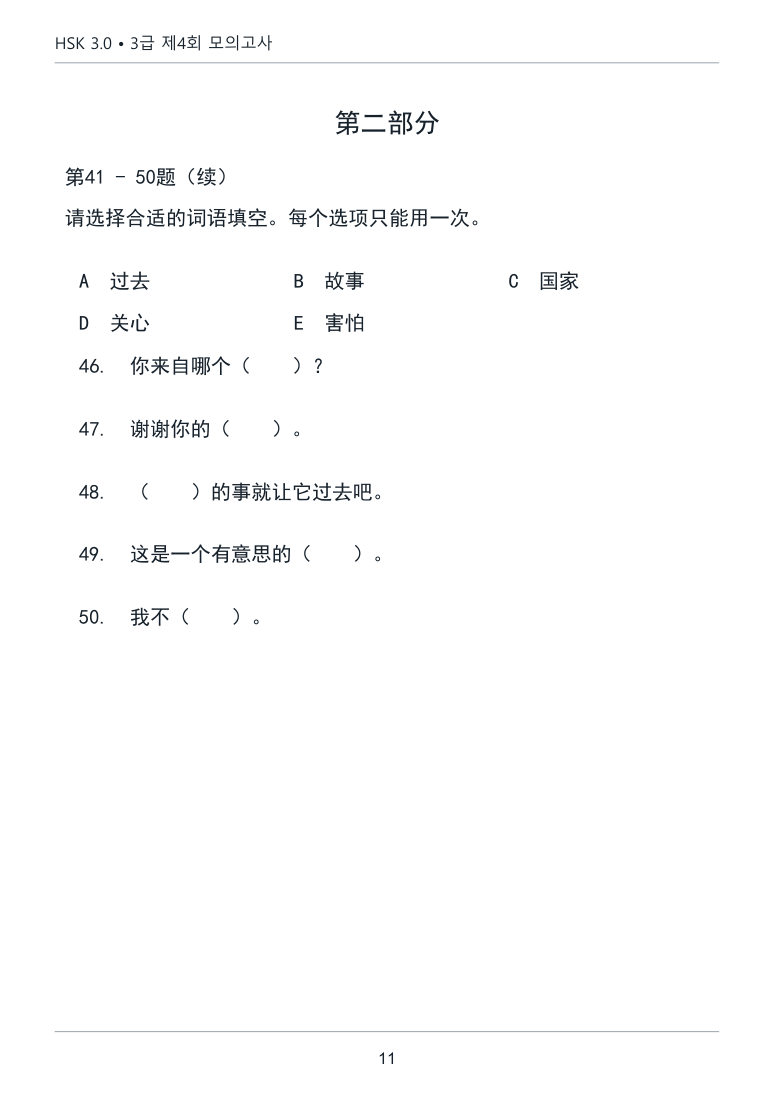 HSK 3.0 • 3급 제4회 모의고사
第二部分
第41 - 50题（续）
请选择合适的词语填空。每个选项只能用一次。
A 过去 B 故事 C 国家
D 关心 E 害怕
46. 你来自哪个（　　）？
47. 谢谢你的（　　）。
48. （　　）的事就让它过去吧。
49. 这是一个有意思的（　　）。
50. 我不（　　）。
11